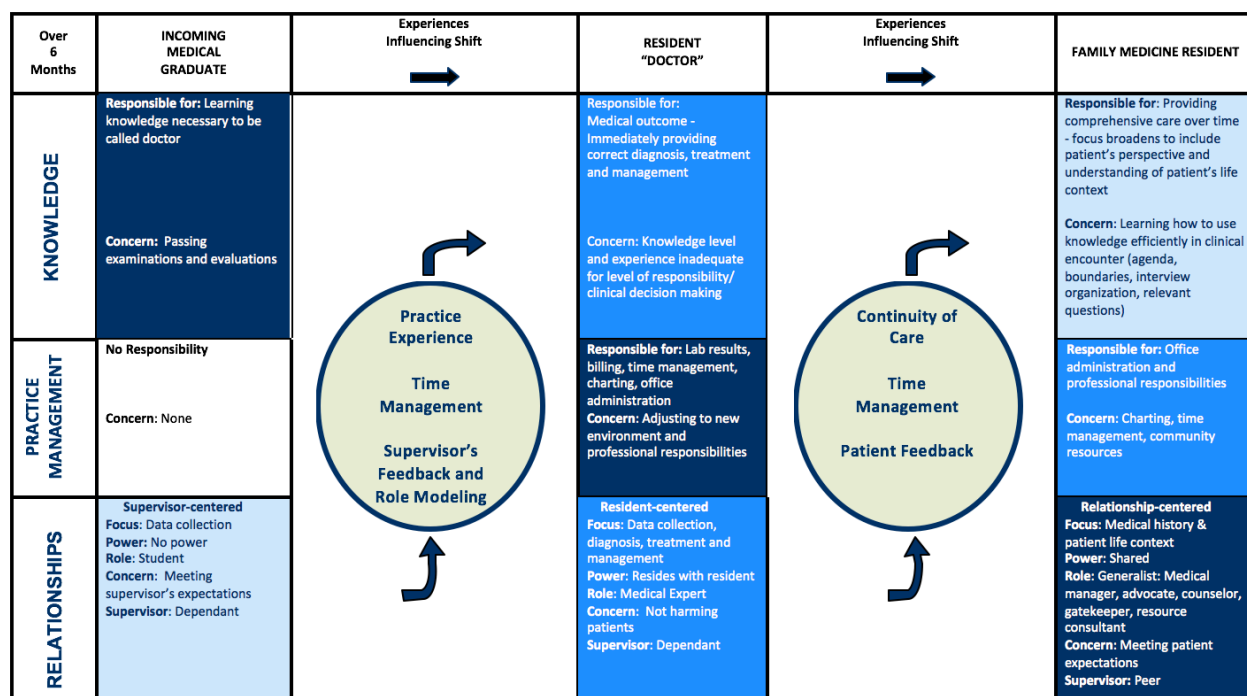 Over
6
Months
INCOMING
MEDICAL
GRADUATE
Experiences
Influencing Shift
RESIDENT
"DOCTOR"
Experiences
Influencing Shift
FAMILY MEDICINE RESIDENT
KNOWLEDGE
Responsible for: Learning
knowledge necessary to be
called doctor
Concern: Passing
examinations and evaluations
Responsible for:
Medical outcome -
Immediately providing
correct diagnosis, treatment
and management
Concern: Knowledge level
and experience inadequate
for level of responsibility/
clinical decision making
Responsible for: Providing
comprehensive care over time
- focus broadens to include
patient's perspective and
understanding of patient's life
context
Concern: Learning how to use
knowledge efficiently in clinical
encounter (agenda,
boundaries, interview
organization, relevant
questions)
Practice
Experience
Time
Management
Supervisor's
Feedback and
Role Modeling
Continuity of
Care
Time
Management
Patient Feedback
PRACTICE
MANAGEMENT
No Responsibility
Concern: None
Responsible for: Lab results,
billing, time management,
charting, office
administration
Concern: Adjusting to new
environment and
professional responsibilities
Responsible for: Office
administration and
professional responsibilities
Concern: Charting, time
management, community
resources
RELATIONSHIPS
Supervisor-centered
Focus: Data collection
Power: No power
Role: Student
Concern: Meeting
supervisor's expectations
Supervisor: Dependant
Resident-centered
Focus: Data collection,
diagnosis, treatment and
management
Power: Resides with resident
Role: Medical Expert
Concern: Not harming
patients
Supervisor: Dependant
Relationship-centered
Focus: Medical history &
patient life context
Power: Shared
Role: Generalist: Medical
manager, advocate, counselor,
gatekeeper, resource
consultant
Concern: Meeting patient
expectations
Supervisor: Peer